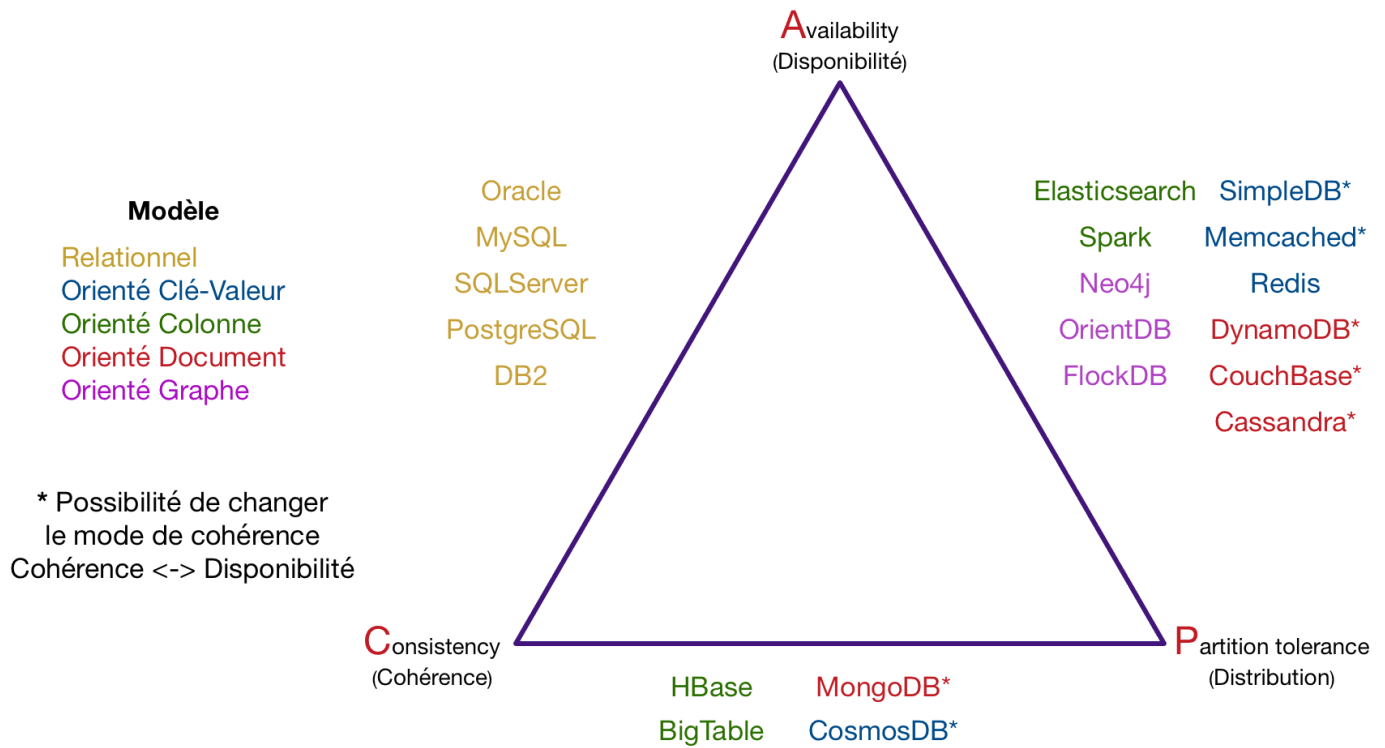 Availability
(Disponibilité)
Modèle
Relationnel
Orienté Clé-Valeur
Orienté Colonne
Orienté Document
Orienté Graphe
* Possibilité de changer
le mode de cohérence
Cohérence <-> Disponibilité
Oracle
MySQL
SQLServer
PostgreSQL
DB2
Elasticsearch SimpleDB*
Spark Memcached*
Neo4j Redis
OrientDB DynamoDB*
FlockDB CouchBase*
Cassandra*
Consistency
(Cohérence)
Partition tolerance
(Distribution)
HBase MongoDB*
BigTable CosmosDB*